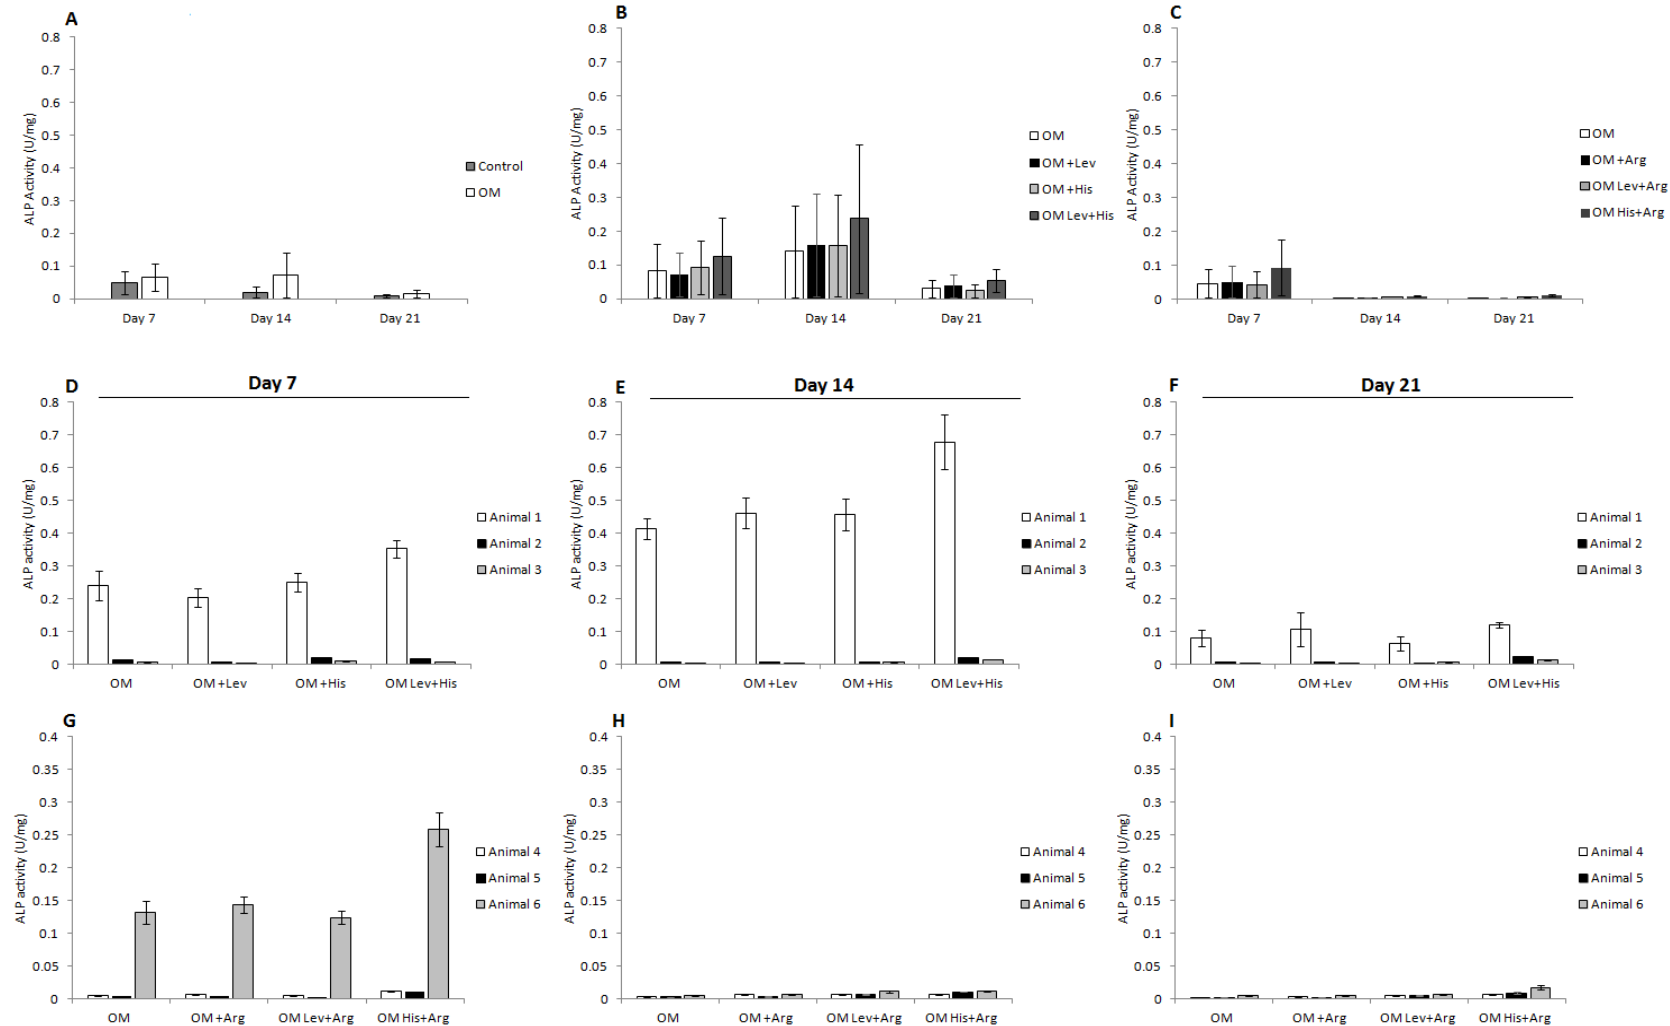 A
ALP Activity (U/mg)
0.8
0.7
0.6
0.5
0.4
0.3
0.2
0.1
0
Day 7
Day 14
Day 21
Control
OM
B
ALP Activity (U/mg)
0.8
0.7
0.6
0.5
0.4
0.3
0.2
0.1
0
Day 7
Day 14
Day 21
OM
OM +Lev
OM +His
OM Lev+His
C
ALP Activity (U/mg)
0.8
0.7
0.6
0.5
0.4
0.3
0.2
0.1
0
Day 7
Day 14
Day 21
OM
OM +Arg
OM Lev+Arg
OM His+Arg
D
Day 7
ALP activity (U/mg)
0.8
0.7
0.6
0.5
0.4
0.3
0.2
0.1
0
OM
OM +Lev
OM +His
OM Lev+His
Animal 1
Animal 2
Animal 3
E
Day 14
ALP activity (U/mg)
0.8
0.7
0.6
0.5
0.4
0.3
0.2
0.1
0
OM
OM +Lev
OM +His
OM Lev+His
Animal 1
Animal 2
Animal 3
F
Day 21
ALP activity (U/mg)
0.8
0.7
0.6
0.5
0.4
0.3
0.2
0.1
0
OM
OM +Lev
OM +His
OM Lev+His
Animal 1
Animal 2
Animal 3
G
ALP activity (U/mg)
0.4
0.35
0.3
0.25
0.2
0.15
0.1
0.05
0
OM
OM +Arg
OM Lev+Arg
OM His+Arg
Animal 4
Animal 5
Animal 6
H
ALP activity (U/mg)
0.4
0.35
0.3
0.25
0.2
0.15
0.1
0.05
0
OM
OM +Arg
OM Lev+Arg
OM His+Arg
Animal 4
Animal 5
Animal 6
I
ALP activity (U/mg)
0.4
0.35
0.3
0.25
0.2
0.15
0.1
0.05
0
OM
OM +Arg
OM Lev+Arg
OM His+Arg
Animal 4
Animal 5
Animal 6